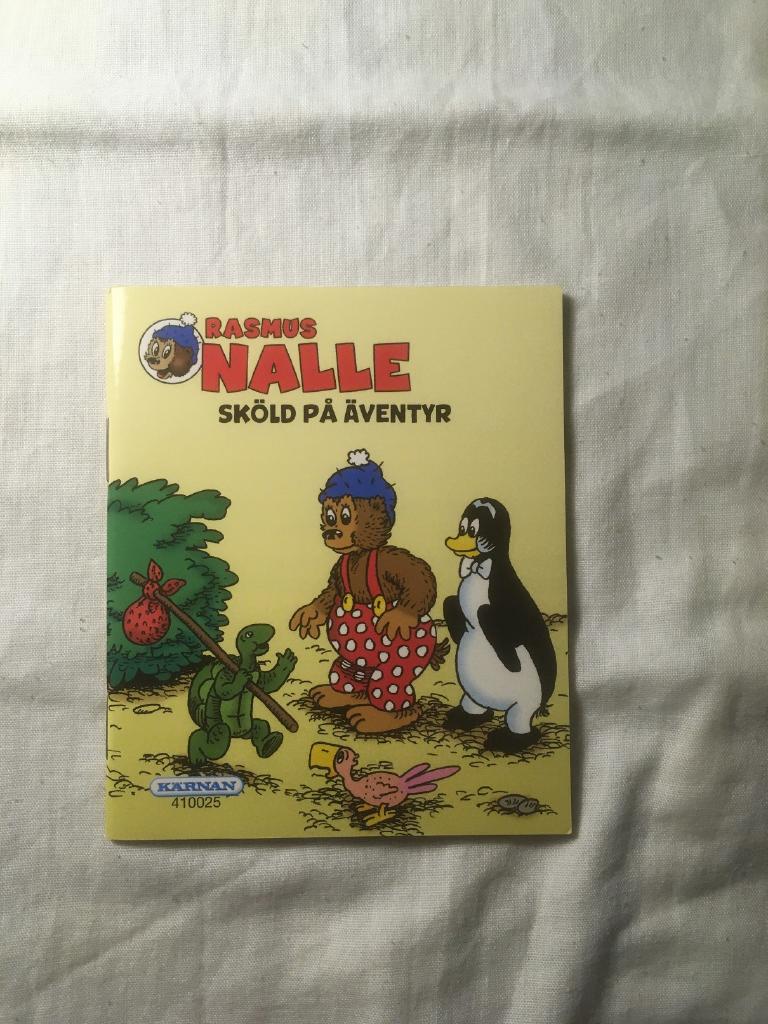 RASMUS
NALLE
SKÖLD PÅ ÄVENTYR
KÄRNAN
410025